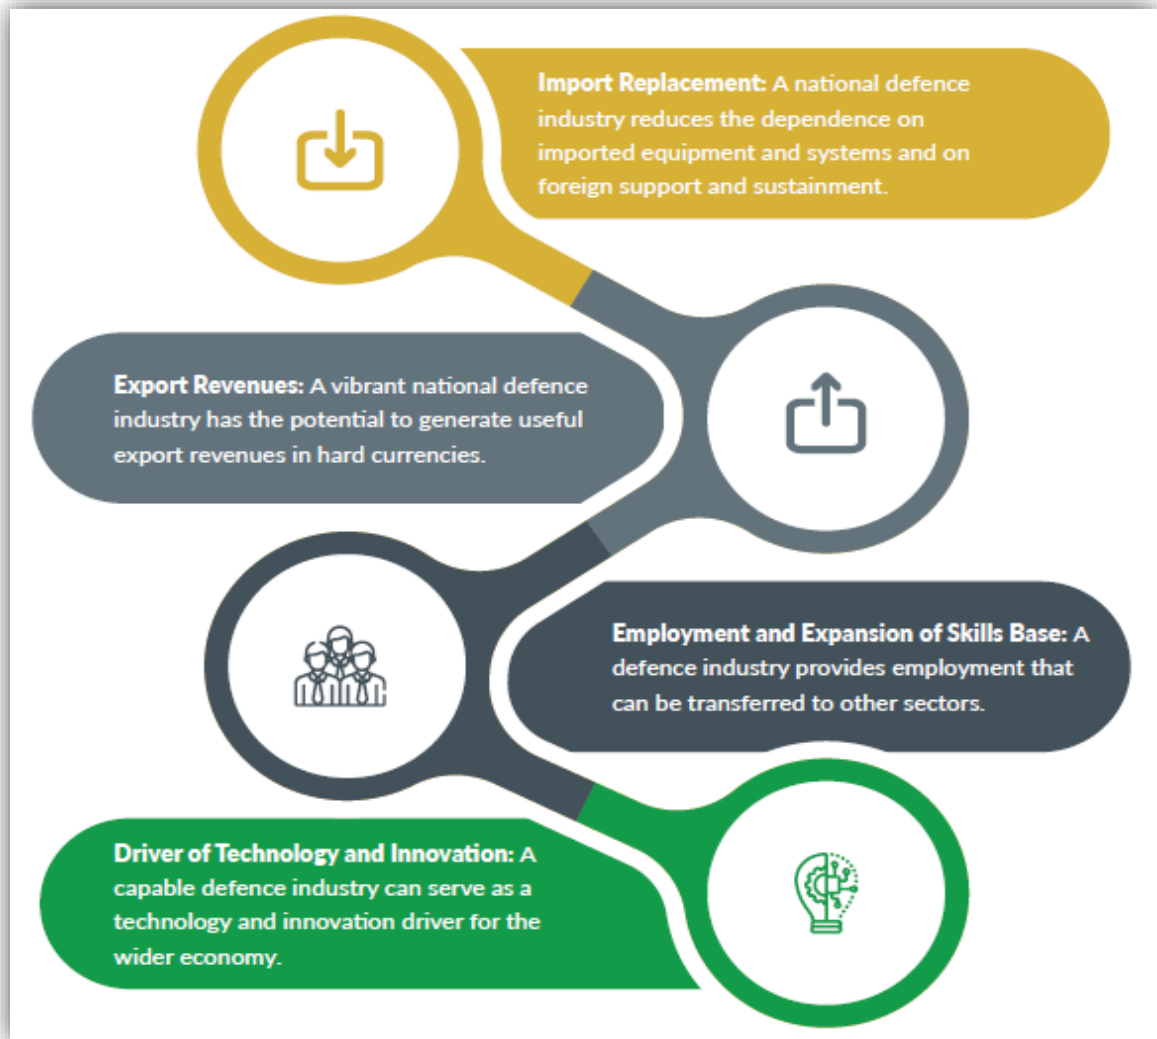 Import Replacement: A national defence
industry reduces the dependence on
imported equipment and systems and on
foreign support and sustainment.
Export Revenues: A vibrant national defence
industry has the potential to generate useful
export revenues in hard currencies.
Employment and Expansion of Skills Base: A
defence industry provides employment that
can be transferred to other sectors.
Driver of Technology and Innovation: A
capable defence industry can serve as a
technology and innovation driver for the
wider economy.